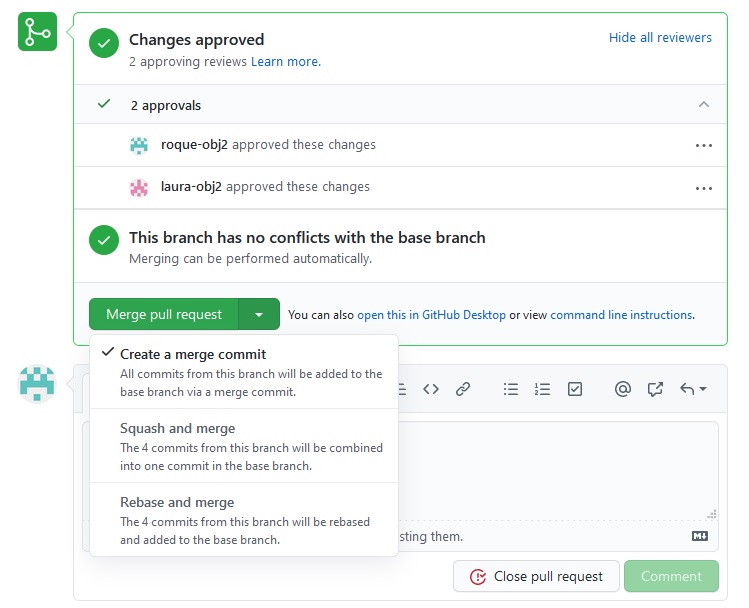 Changes approved
Hide all reviewers
2 approving reviews Learn more.
2 approvals
roque-obj2 approved these changes
laura-obj2 approved these changes
This branch has no conflicts with the base branch
Merging can be performed automatically.
Merge pull request
You can also open this in GitHub Desktop or view command line instructions.
Create a merge commit
All commits from this branch will be added to the
base branch via a merge commit.
Squash and merge
The 4 commits from this branch will be combined
into one commit in the base branch.
Rebase and merge
The 4 commits from this branch will be rebased
and added to the base branch.
sting them.
Close pull request
Comment